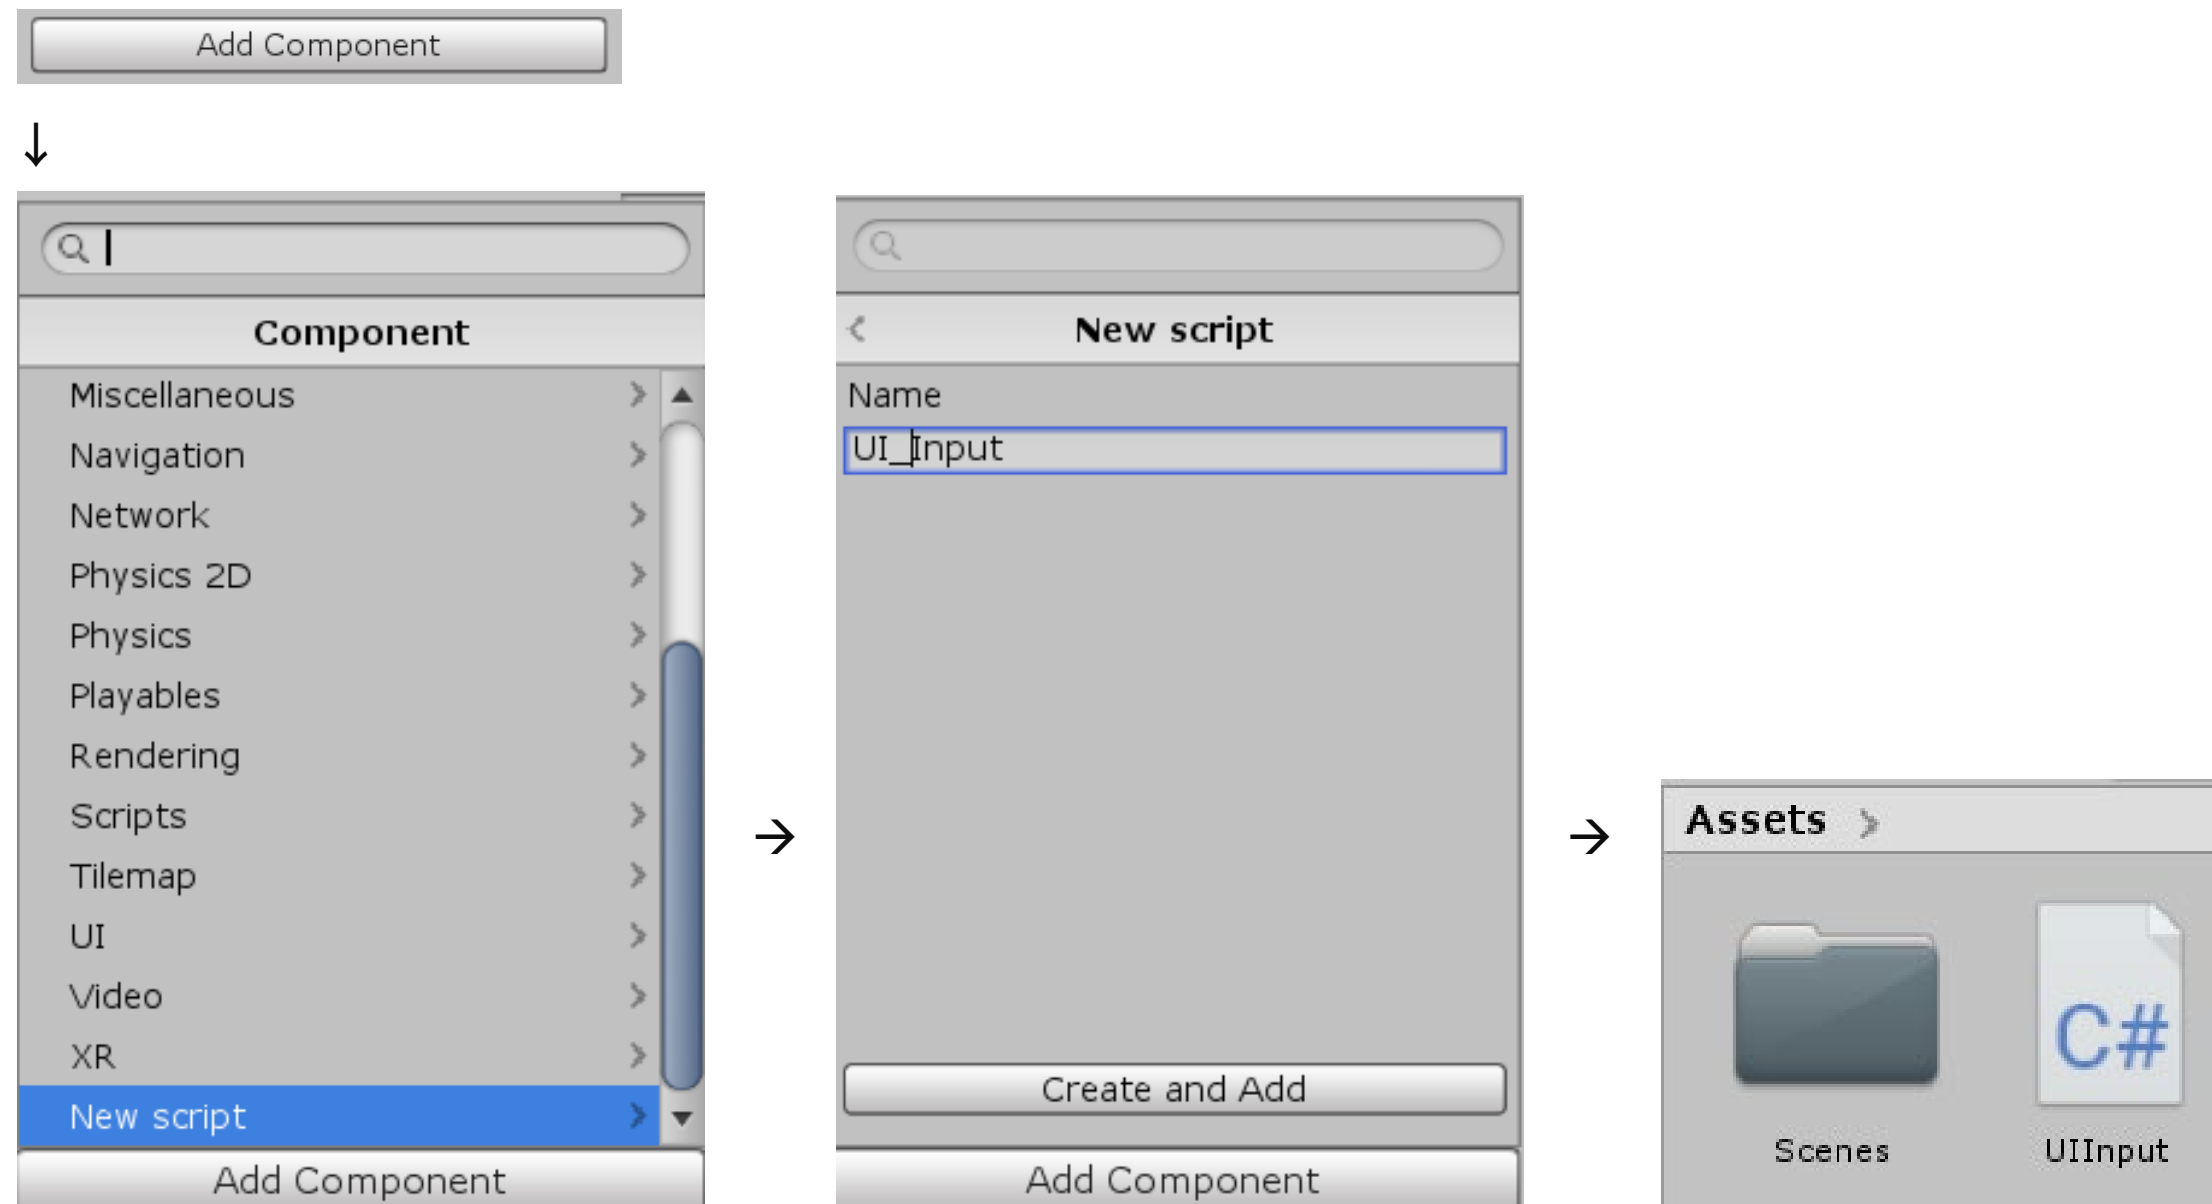 Add Component
↓
Component
Miscellaneous
Navigation
Network
Physics 2D
Physics
Playables
Rendering
Scripts
Tilemap
UI
Video
XR
New script
Add Component
→
New script
Name
UI_Input
Create and Add
Add Component
→
Assets
C#
Scenes
UIInput